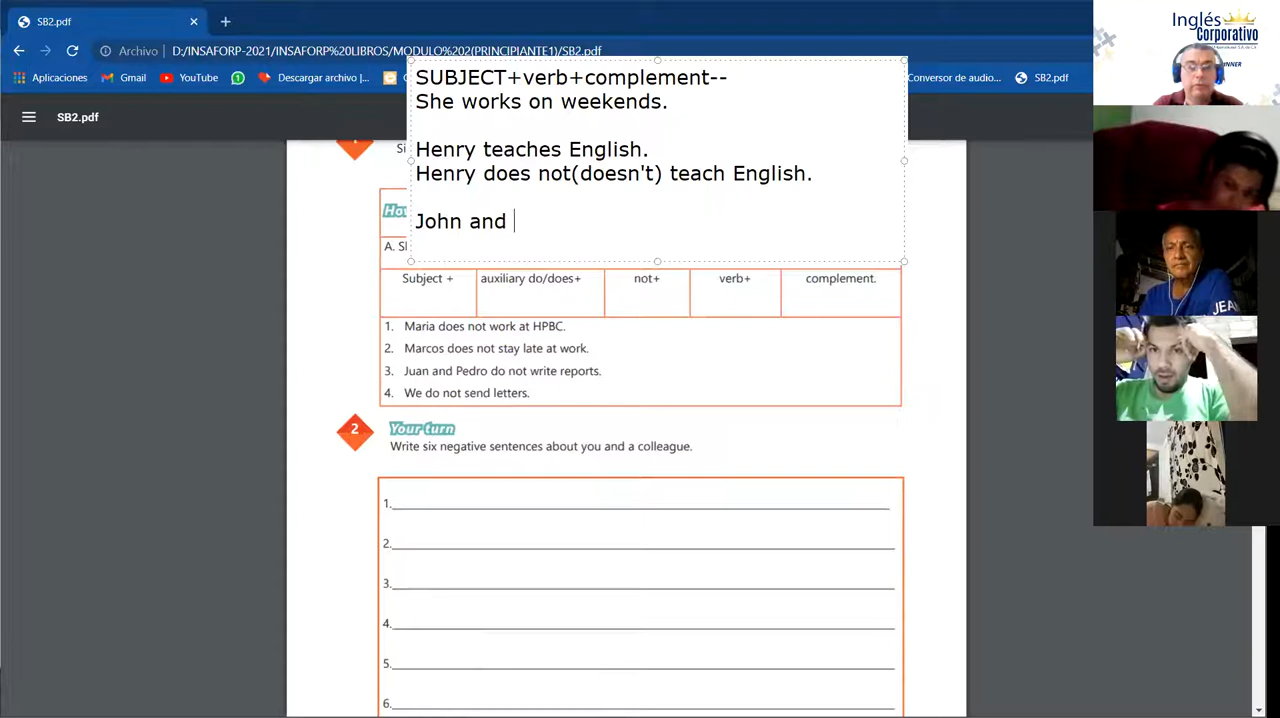 SB2.pdf
Archivo
D:/INSAFORP-2021/INSAFORP%20LIBROS/MODULO%202(PRINCIPIANTE1)/SB2.pdf
Aplicaciones
Gmail
YouTube
Descargar archivo |...
Conversor de audio...
SB2.pdf
SB2.pdf
SUBJECT+verb+complement--
She works on weekends.
Henry teaches English.
Henry does not(doesn't) teach English.
John and
A. Si
Subject +
auxiliary do/does+
not+
verb+
complement.
1. Maria does not work at HPBC.
2. Marcos does not stay late at work.
3. Juan and Pedro do not write reports.
4. We do not send letters.
2
Your turn
Write six negative sentences about you and a colleague.
1.
2.
3.
4.
5.
6.
Inglés
Corporativo
JEAN